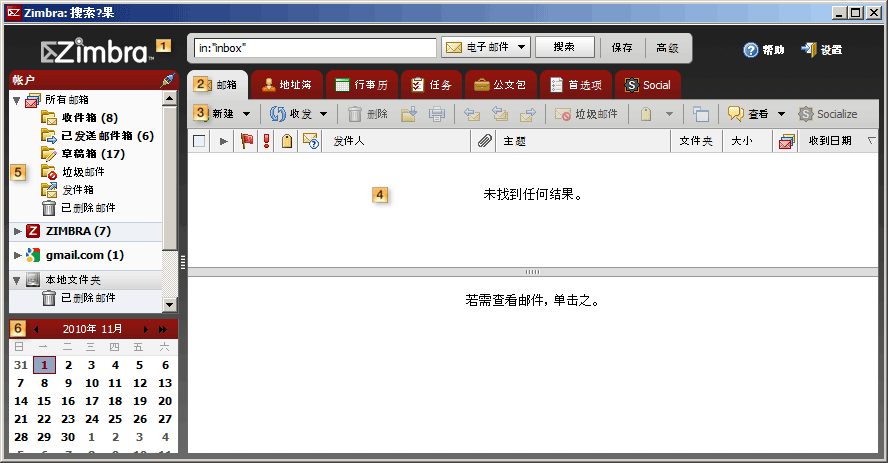 Zimbra: 搜索?果
Zimbra™ 1 in:"inbox" 电子邮件 搜索 保存 高级 帮助 设置
帐户
所有邮箱
收件箱 (8)
已发送邮件箱 (6)
草稿箱 (17)
5 垃圾邮件
发件箱
已删除邮件
ZIMBRA (7)
gmail.com (1)
本地文件夹
已删除邮件
2 邮箱 地址簿 行事历 任务 公文包 首选项 Social
3 新建 收发 删除 垃圾邮件 查看 Socialize
发件人 主题 文件夹 大小 收到日期
4 未找到任何结果。
若需查看邮件, 单击之。
6 2010年 11月
日 一 二 三 四 五 六
31 1 2 3 4 5 6
7 8 9 10 11 12 13
14 15 16 17 18 19 20
21 22 23 24 25 26 27
28 29 30 1 2 3 4